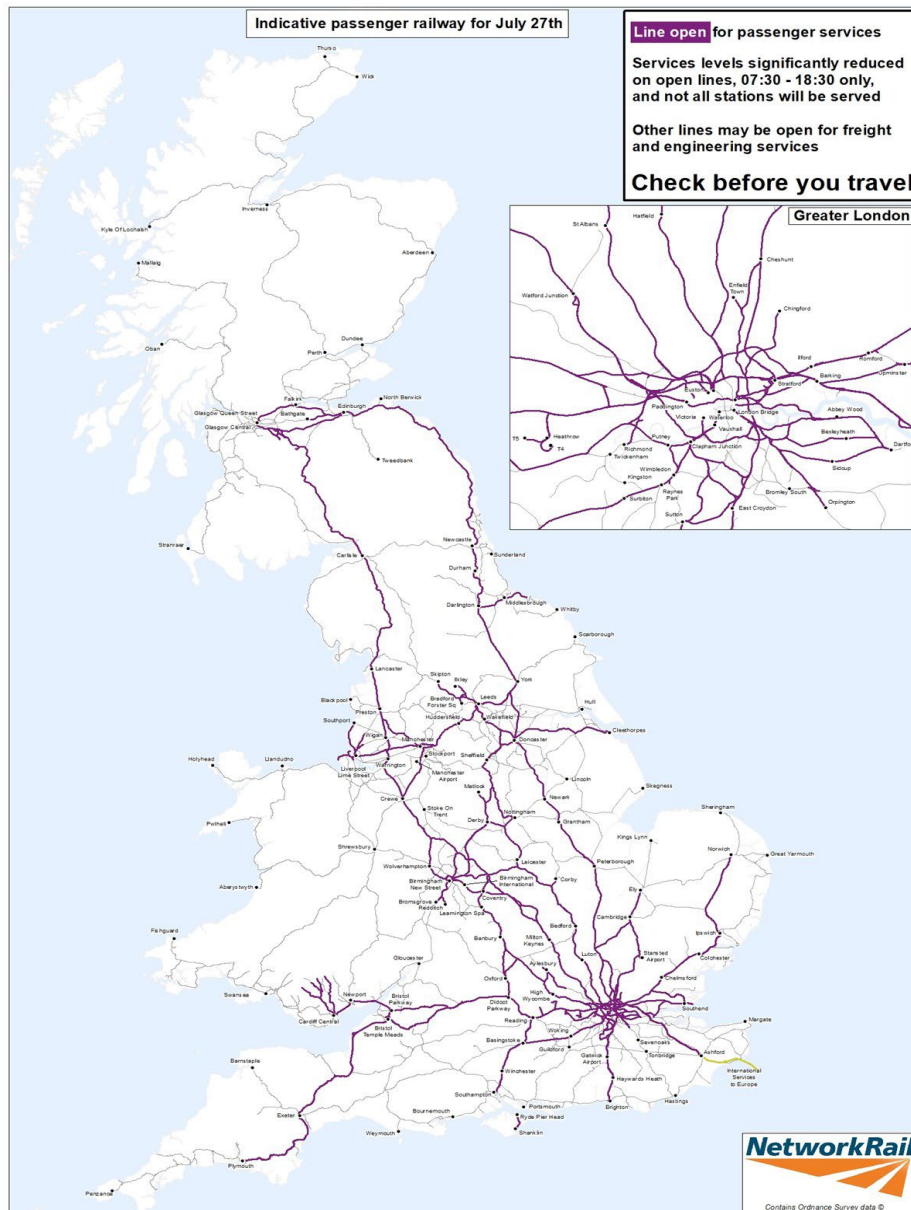 Indicative passenger railway for July 27th
Line open for passenger services
Services levels significantly reduced
on open lines, 07:30 - 18:30 only,
and not all stations will be served
Other lines may be open for freight
and engineering services
Check before you travel
Greater London
St Albans
Hatfield
Cheshunt
Enfield
Town
Watford Junction
Chingford
Ilford
Romford
Upminster
Barking
Stratford
Euston
Paddington
London Bridge
Victoria
Waterloo
Vauxhall
Abbey Wood
Bexleyheath
Dartfo
Sidcup
T5
Heathrow
T4
Putney
Clapham Junction
Richmond
Twickenham
Wimbledon
Kingston
Surbiton
Raynes
Park
Bromley South
Orpington
East Croydon
Sutton
Thurso
Wick
Inverness
Kyle Of Lochalsh
Mallaig
Aberdeen
Oban
Perth
Dundee
Falkirk
North Berwick
Glasgow Queen Street
Bathgate
Edinburgh
Glasgow Central
Tweedbank
Stranraer
Carlisle
Newcastle
Sunderland
Durham
Darlington
Middlesbrough
Whitby
Scarborough
Lancaster
Skipton
Ilkley
York
Blackpool
Preston
Bradford
Forster Sq
Leeds
Hull
Southport
Huddersfield
Wakefield
Wigan
Manchester
Doncaster
Cleethorpes
Holyhead
Llandudno
Liverpool
Lime Street
Warrington
Stockport
Manchester
Airport
Sheffield
Lincoln
Skegness
Crewe
Matlock
Newark
Stoke On
Trent
Nottingham
Derby
Grantham
Sheringham
Pwllheli
Kings Lynn
Shrewsbury
Norwich
Great Yarmouth
Wolverhampton
Leicester
Peterborough
Birmingham
New Street
Birmingham
International
Corby
Ely
Aberystwyth
Coventry
Bromsgrove
Redditch
Leamington Spa
Cambridge
Fishguard
Banbury
Milton
Keynes
Bedford
Ipswich
Stansted
Airport
Colchester
Gloucester
Aylesbury
Luton
Chelmsford
Swansea
Newport
Oxford
High
Wycombe
Cardiff Central
Bristol
Parkway
Didcot
Parkway
Southend
Bristol
Temple Meads
Reading
Woking
Margate
Basingstoke
Guildford
Sevenoaks
Tonbridge
Ashford
Barnstaple
Winchester
Gatwick
Airport
International
Services
to Europe
Haywards Heath
Southampton
Portsmouth
Hastings
Exeter
Bournemouth
Ryde Pier Head
Brighton
Weymouth
Shanklin
Plymouth
Penzance
NetworkRail
Contains Ordnance Survey data ©